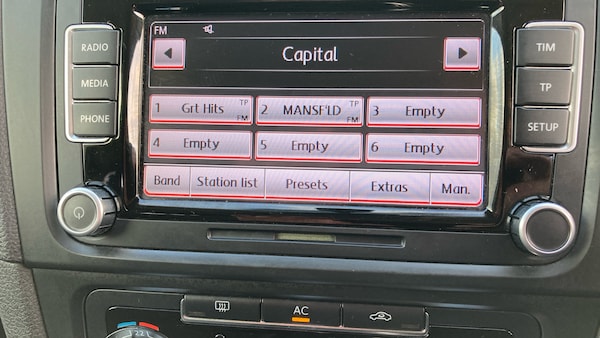 FM
RADIO
MEDIA
PHONE
Capital
1 Grt Hits TP FM
2 MANSF'LD TP FM
3 Empty
4 Empty
5 Empty
6 Empty
Band
Station list
Presets
Extras
Man.
TIM
TP
SETUP
AC
22